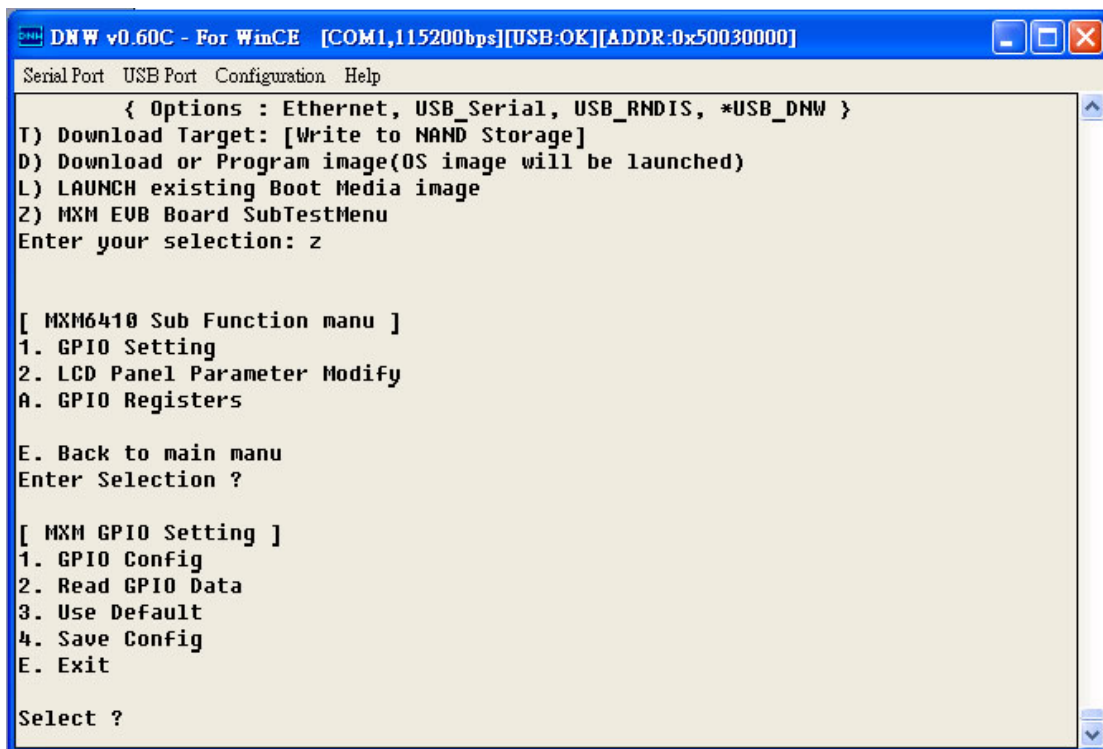 DNW v0.60C - For WinCE [COM1,115200bps][USB:OK][ADDR:0x50030000]
Serial Port USB Port Configuration Help
{ Options : Ethernet, USB_Serial, USB_RNDIS, *USB_DNW }
T) Download Target: [Write to NAND Storage]
D) Download or Program image(OS image will be launched)
L) LAUNCH existing Boot Media image
Z) MXM EVB Board SubTestMenu
Enter your selection: z
[ MXM6410 Sub Function manu ]
1. GPIO Setting
2. LCD Panel Parameter Modify
A. GPIO Registers
E. Back to main manu
Enter Selection ?
[ MXM GPIO Setting ]
1. GPIO Config
2. Read GPIO Data
3. Use Default
4. Save Config
E. Exit
Select ?